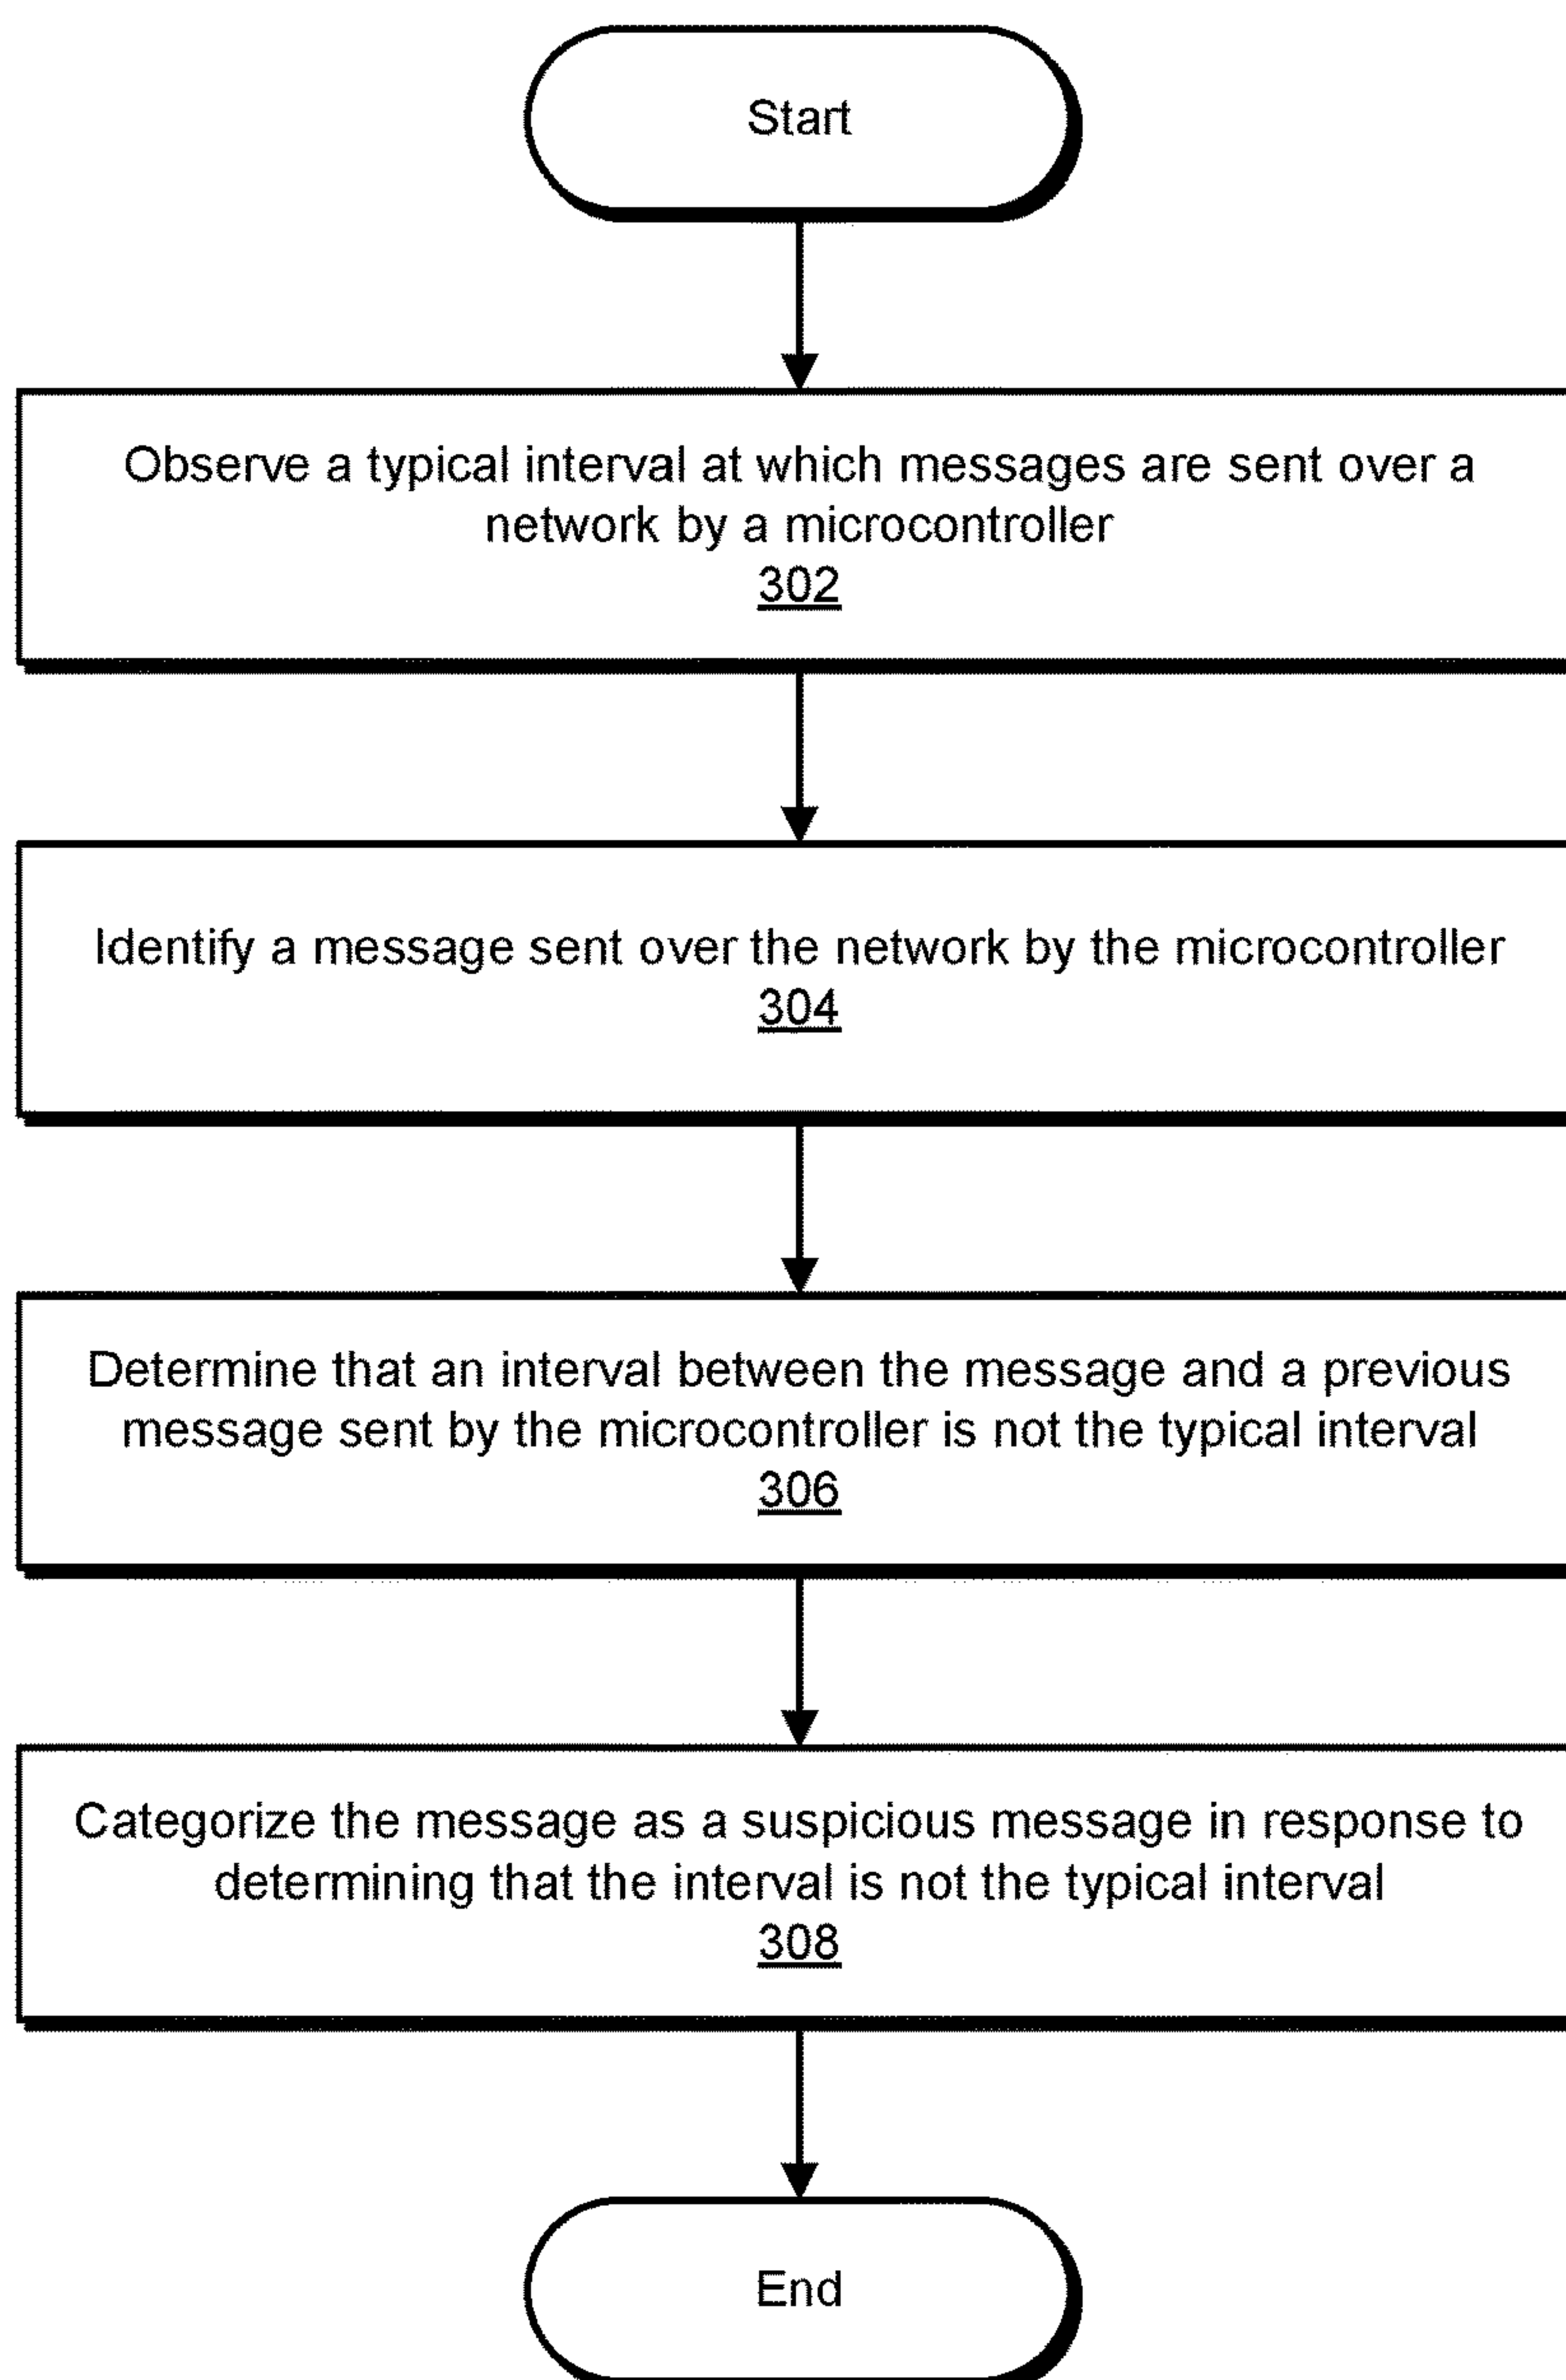 Start
Observe a typical interval at which messages are sent over a
network by a microcontroller
302
Identify a message sent over the network by the microcontroller
304
Determine that an interval between the message and a previous
message sent by the microcontroller is not the typical interval
306
Categorize the message as a suspicious message in response to
determining that the interval is not the typical interval
308
End